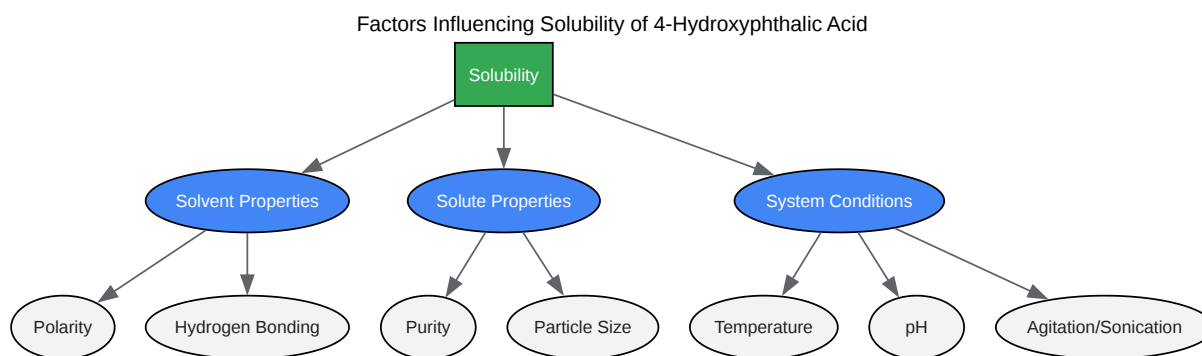 Factors Influencing Solubility of 4-Hydroxyphthalic Acid
Solubility
Solvent Properties
Solute Properties
System Conditions
Polarity
Hydrogen Bonding
Purity
Particle Size
Temperature
pH
Agitation/Sonication